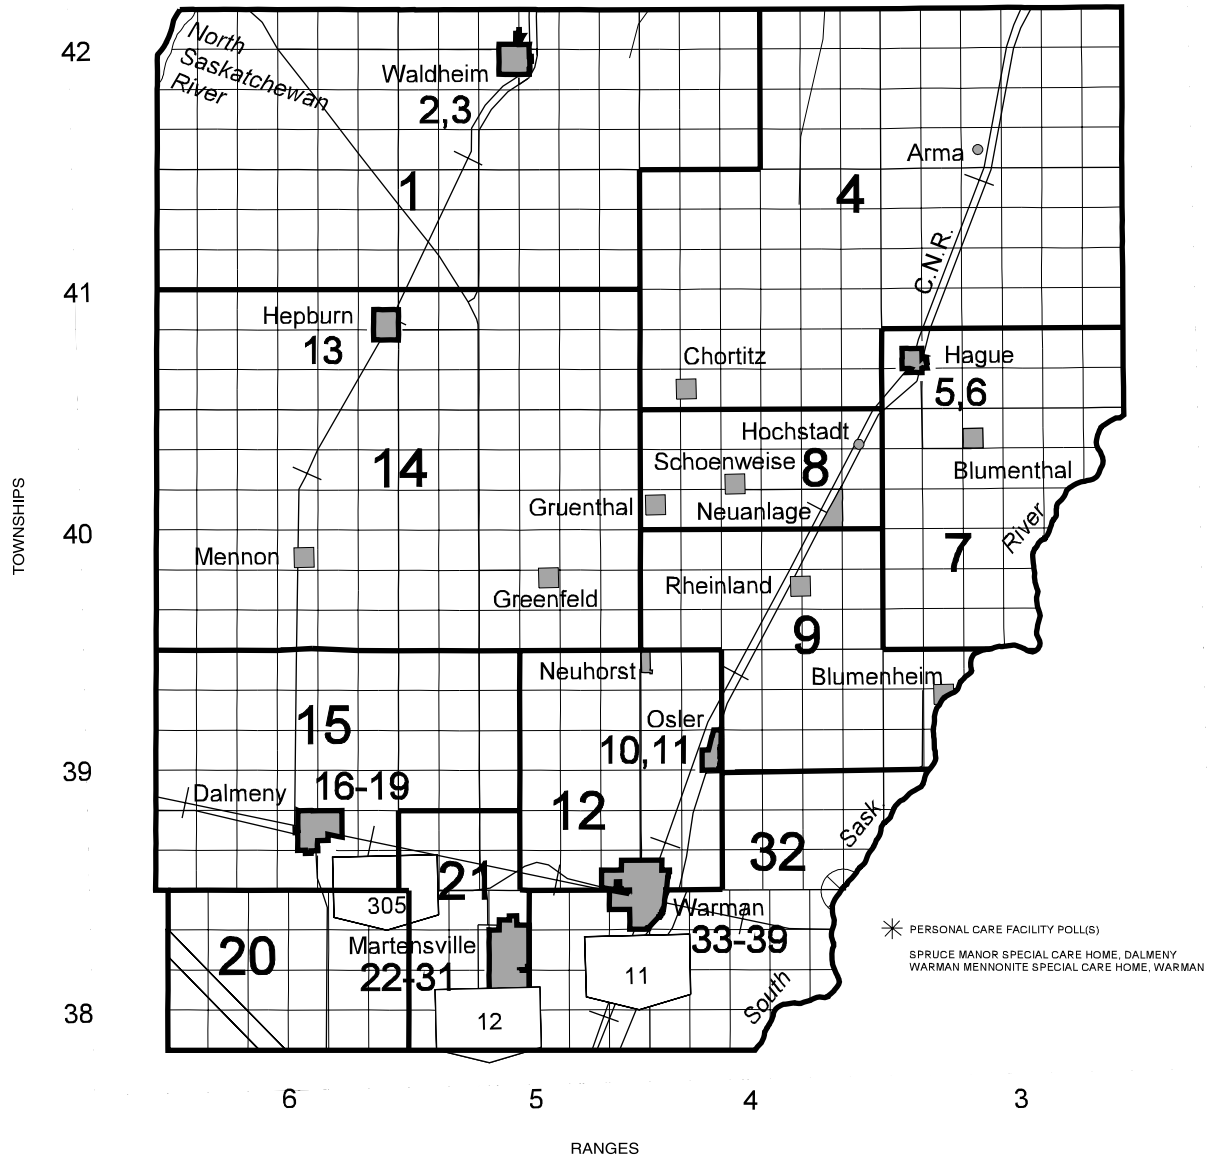 42
North
Saskatchewan
River
Waldheim
2,3
Arma
1
4
C.N.R.
41
Hepburn
13
Chortitz
Hague
5,6
Hochstadt
Schoenweise
8
14
Blumenthal
Gruenthal
Neuanlage
TOWNSHIPS
40
Mennon
River
7
Rheinland
Greenfeld
9
Neuhorst
Blumenheim
15
Osler
10,11
39
Dalmeny
16-19
12
Sask.
32
21
305
Warman
33-39
PERSONAL CARE FACILITY POLL(S)
Martensville
22-31
20
SPRUCE MANOR SPECIAL CARE HOME, DALMENY
WARMAN MENNONITE SPECIAL CARE HOME, WARMAN
11
South
38
12
6
5
4
3
RANGES